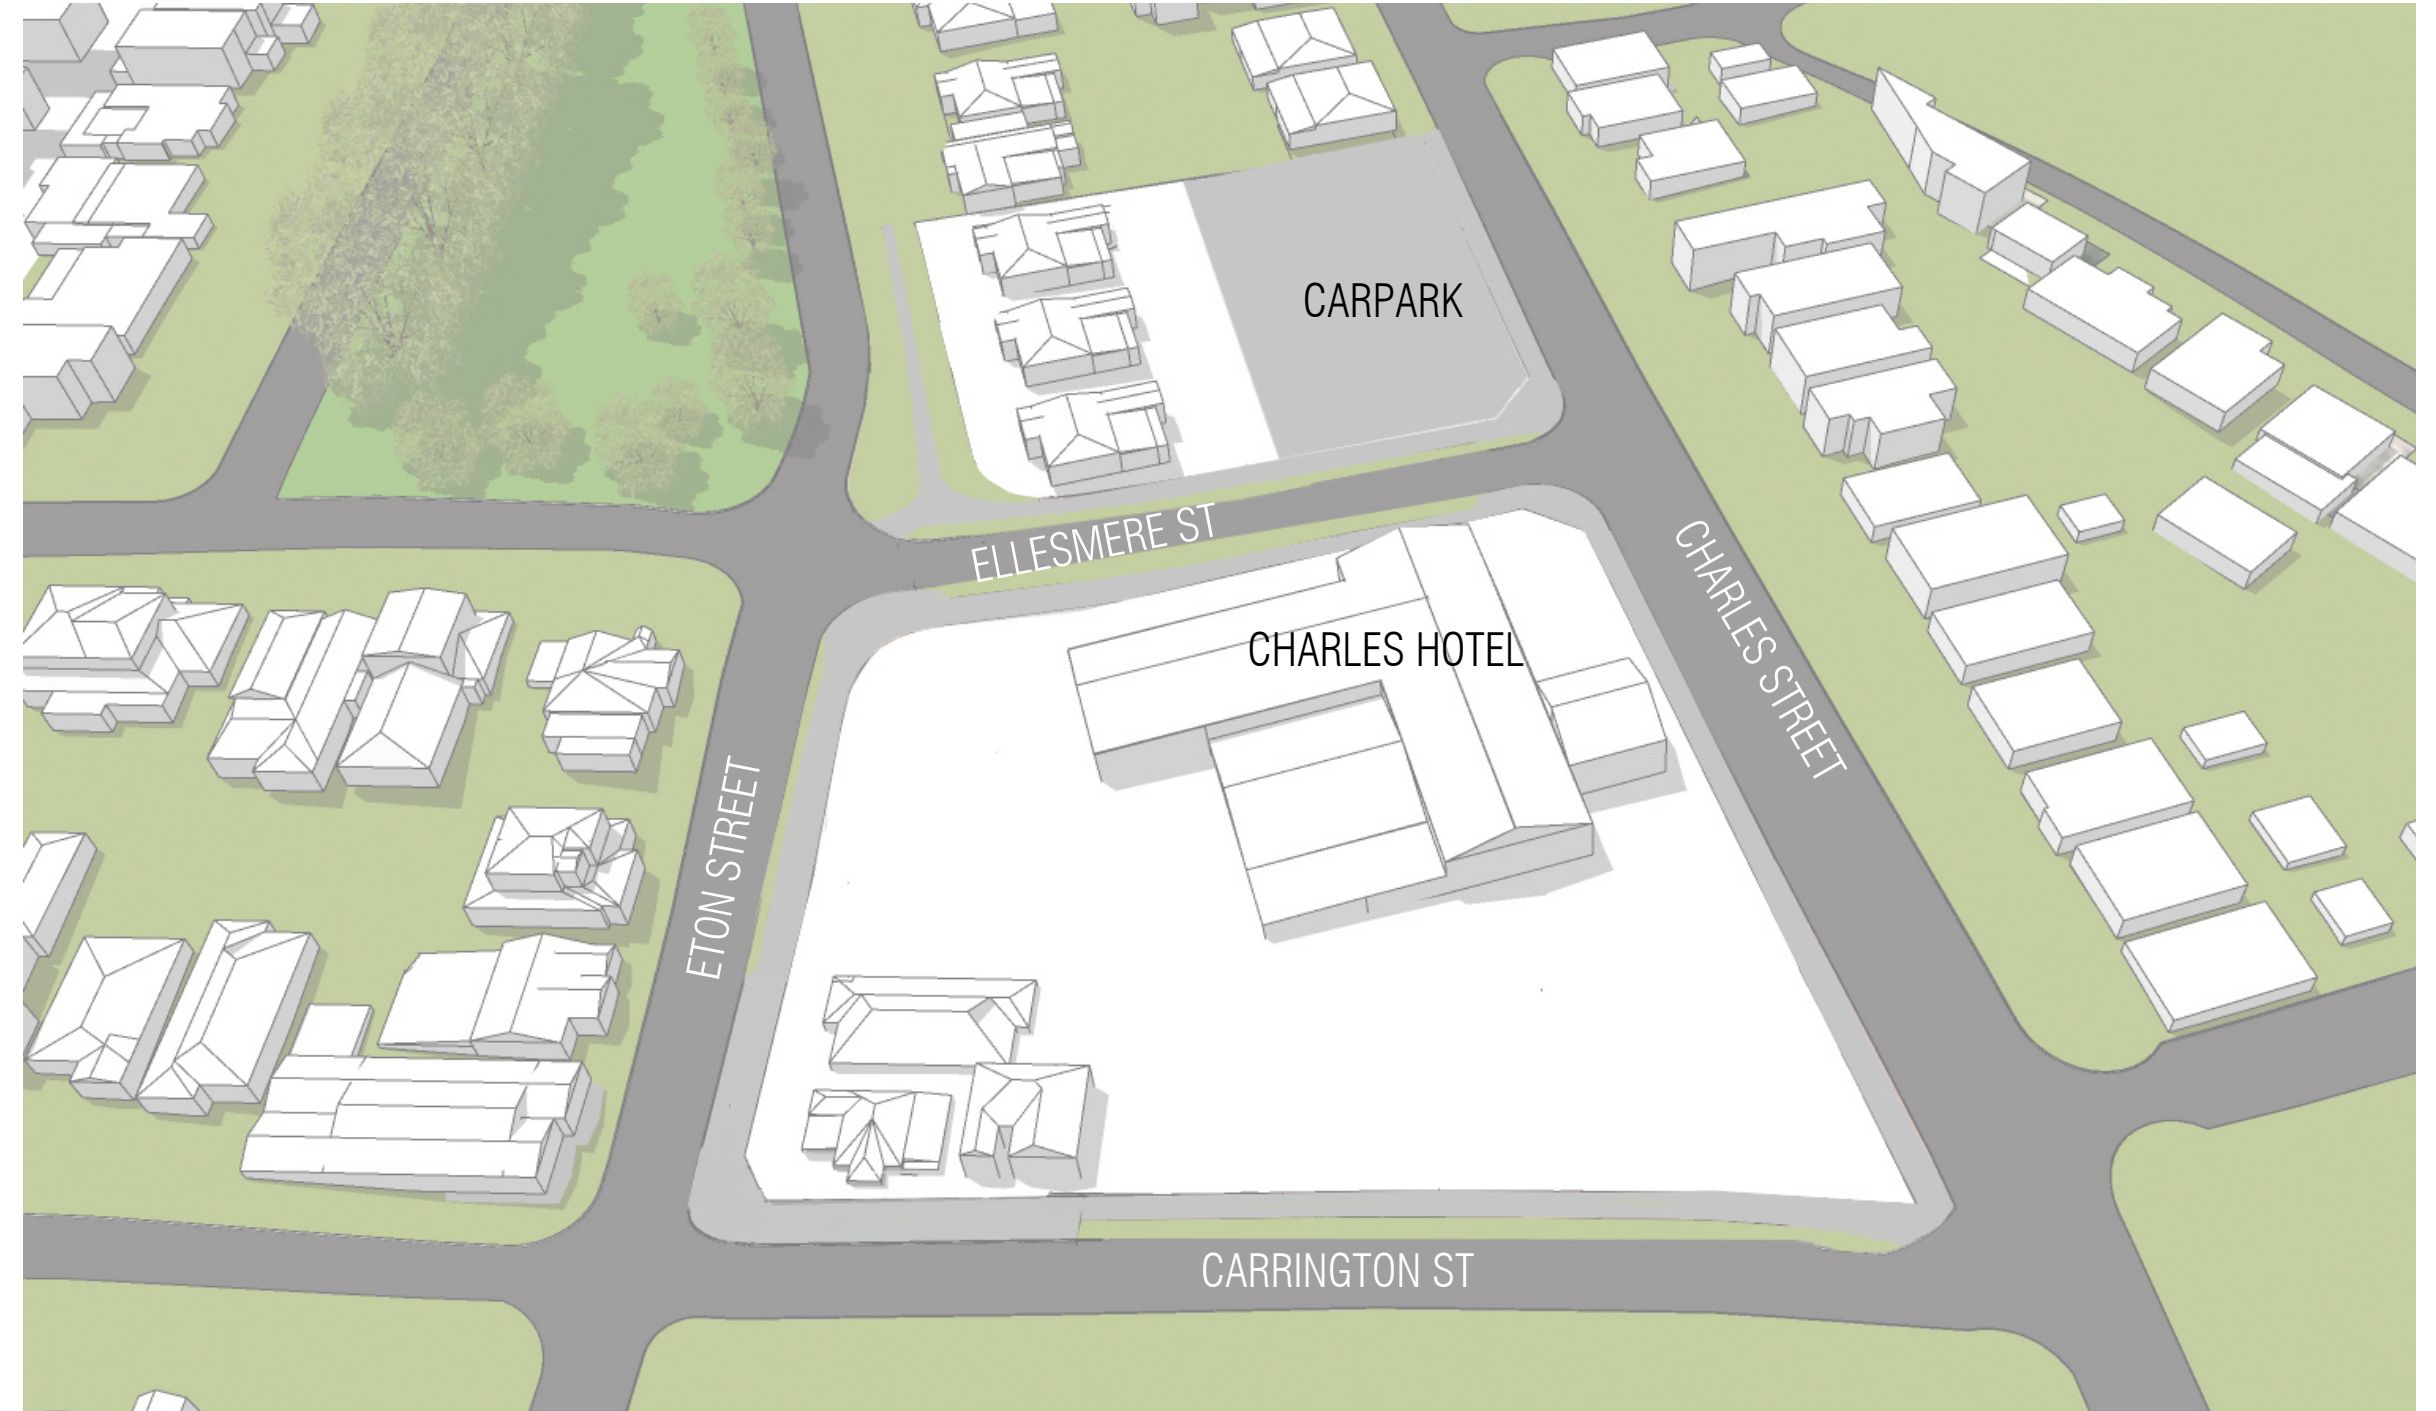 CARPARK
ELLESMERE ST
CHARLES STREET
CHARLES HOTEL
ETON STREET
CARRINGTON ST